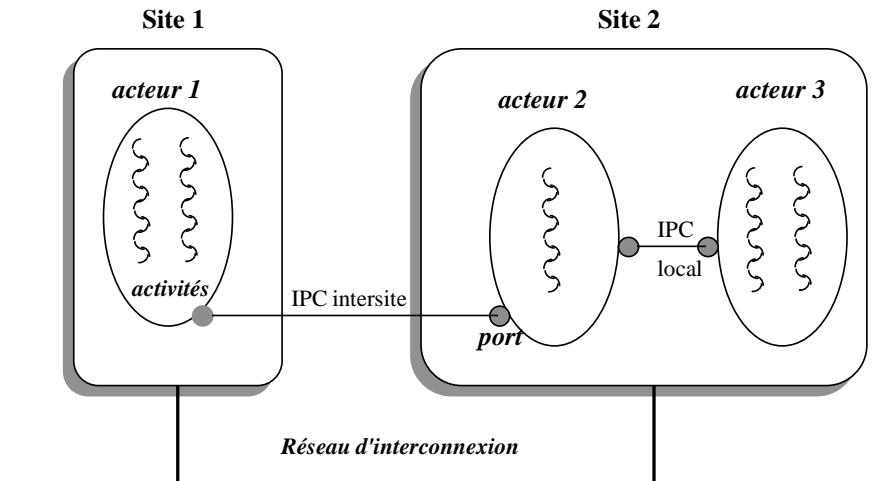 Site 1
Site 2
acteur 1
acteur 2
acteur 3
IPC
local
activités
IPC intersite
port
Réseau d'interconnexion